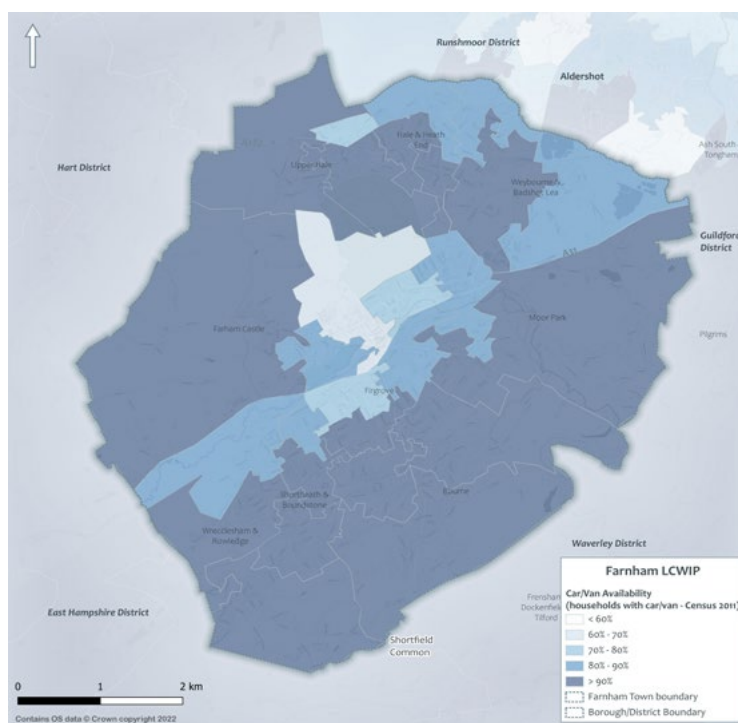 Runshmoor District
Aldershot
Hale & Heath
End
Ash South &
Tongham
Hart District
Upper Hale
Weybourne &
Badshot Lea
Guildford
District
A31
Farnham Castle
Moor Park
Pilgrims
Firgrove
Shortheath &
Boundstone
Bourne
Wrecclesham &
Rowledge
Waverley District
East Hampshire District
Frensham
Dockenfield
Tilford
Shortfield
Common
Farnham LCWIP
Car/Van Availability
(households with car/van - Census 2011)
< 60%
60% - 70%
70% - 80%
80% - 90%
> 90%
Farnham Town boundary
Borough/District Boundary
0 1 2 km
Contains OS data © Crown copyright 2022